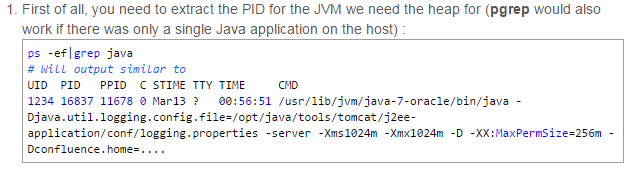 1. First of all, you need to extract the PID for the JVM we need the heap for (pgrep would also
work if there was only a single Java application on the host) :
ps -ef|grep java
# Will output similar to
UID PID PPID C STIME TTY TIME CMD
1234 16837 11678 0 Mar13 ? 00:56:51 /usr/lib/jvm/java-7-oracle/bin/java -
Djava.util.logging.config.file=/opt/java/tools/tomcat/j2ee-
application/conf/logging.properties -server -Xms1024m -Xmx1024m -D -XX:MaxPermSize=256m -
Dconfluence.home=....